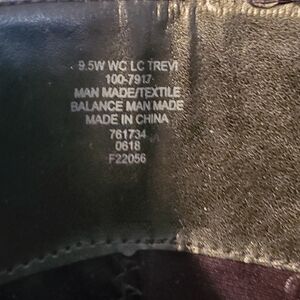 9.5W WC LC TREVI
100-7917
MAN MADE/TEXTILE
BALANCE MAN MADE
MADE IN CHINA
761734
0618
F22056